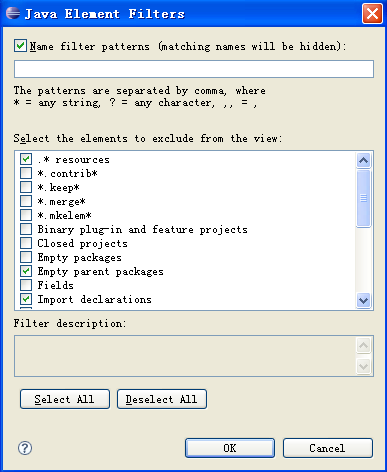 Java Element Filters
Name filter patterns (matching names will be hidden):
The patterns are separated by comma, where
* = any string, ? = any character, ,, = ,
Select the elements to exclude from the view:
.* resources
*.contrib*
*.keep*
*.merge*
*.mkelem*
Binary plug-in and feature projects
Closed projects
Empty packages
Empty parent packages
Fields
Import declarations
Filter description:
Select All
Deselect All
?
OK
Cancel